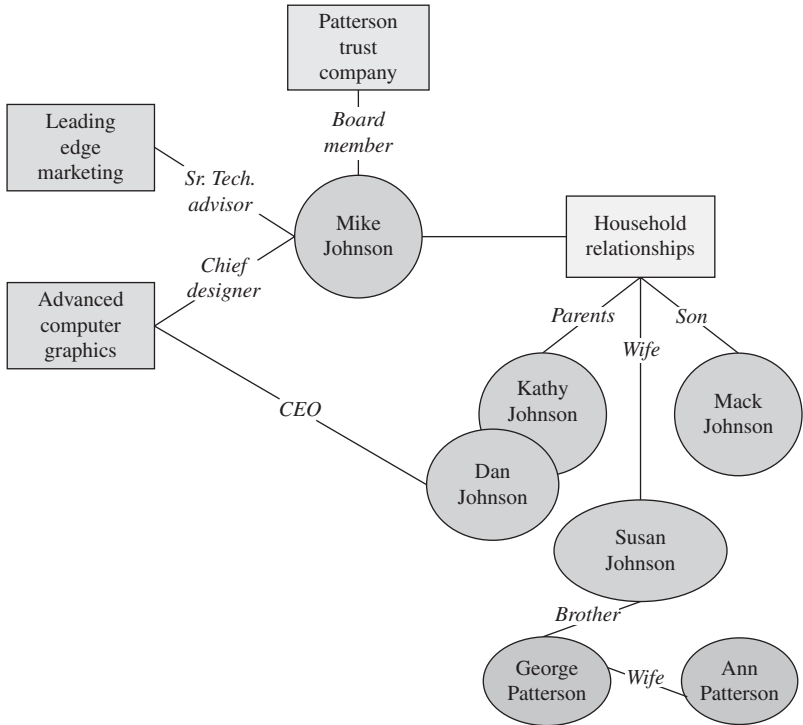 Patterson
trust
company
Board
member
Leading
edge
marketing
Sr. Tech.
advisor
Mike
Johnson
Household
relationships
Chief
designer
Advanced
computer
graphics
Parents
Son
Wife
CEO
Kathy
Johnson
Mack
Johnson
Dan
Johnson
Susan
Johnson
Brother
George
Patterson
Wife
Ann
Patterson